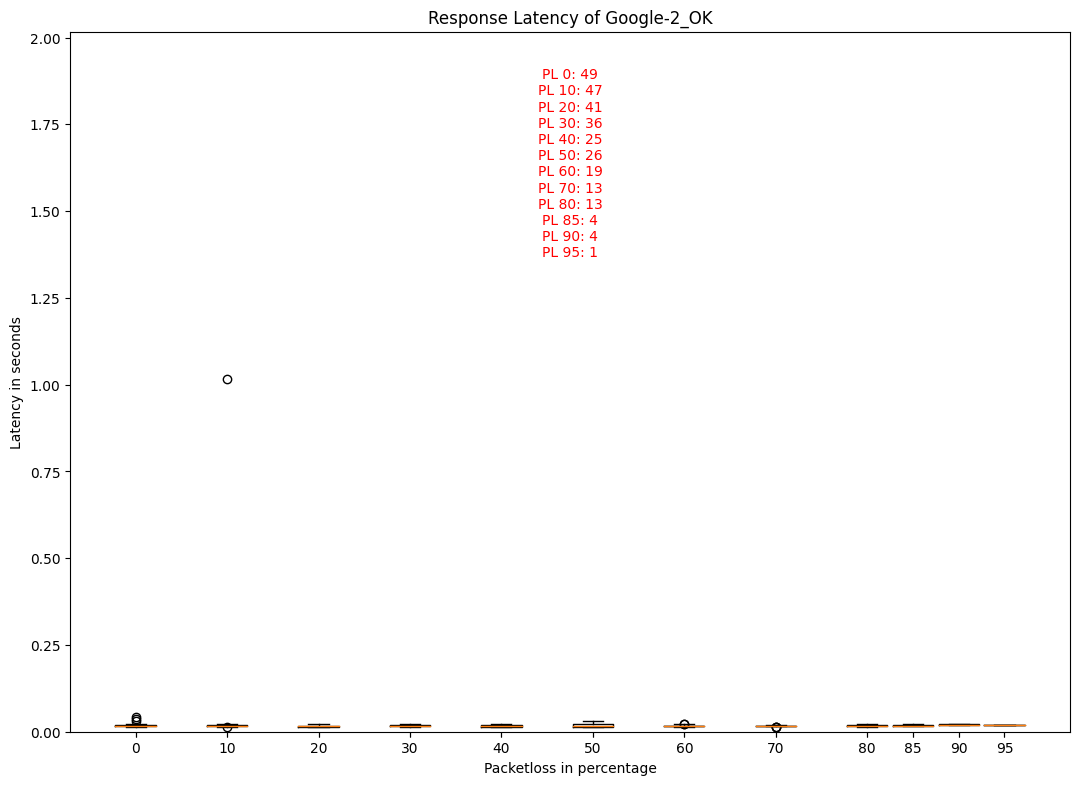 Response Latency of Google-2_OK
2.00
1.75
1.50
1.25
1.00
0.75
0.50
0.25
0.00
Latency in seconds
PL 0: 49
PL 10: 47
PL 20: 41
PL 30: 36
PL 40: 25
PL 50: 26
PL 60: 19
PL 70: 13
PL 80: 13
PL 85: 4
PL 90: 4
PL 95: 1
0 10 20 30 40 50 60 70 80 85 90 95
Packetloss in percentage